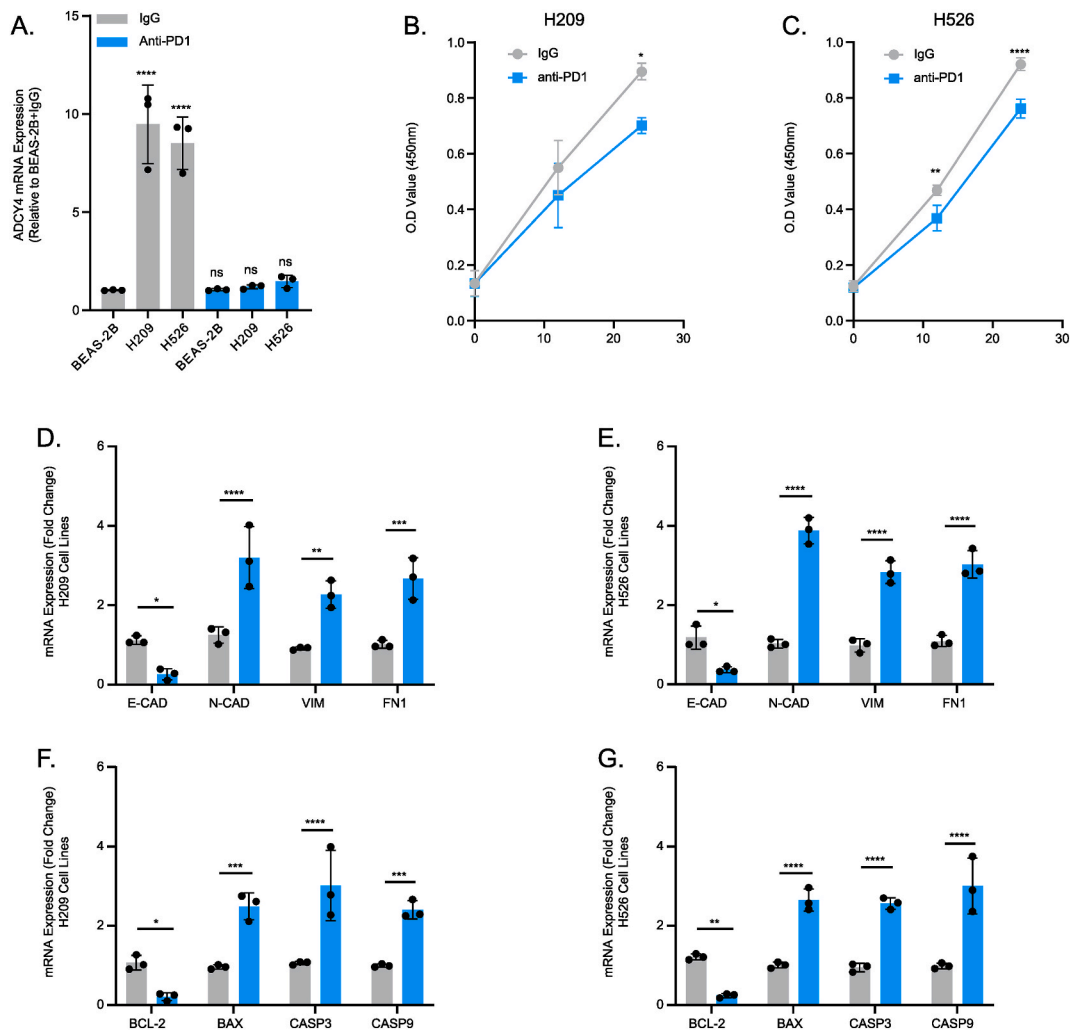 A.
IgG
Anti-PD1
ADCY4 mRNA Expression
(Relative to BEAS-2B+IgG)
15
10
5
0
****
****
ns
ns
ns
BEAS-2B
H209
H526
BEAS-2B
H209
H526
B.
H209
IgG
anti-PD1
*
O.D Value (450nm)
1.0
0.8
0.6
0.4
0.2
0.0
0
10
20
30
C.
H526
IgG
anti-PD1
****
**
O.D Value (450nm)
1.0
0.8
0.6
0.4
0.2
0.0
0
10
20
30
D.
mRNA Expression (Fold Change)
H209 Cell Lines
6
4
2
0
*
****
**
***
E-CAD
N-CAD
VIM
FN1
E.
mRNA Expression (Fold Change)
H526 Cell Lines
6
4
2
0
*
****
****
****
E-CAD
N-CAD
VIM
FN1
F.
mRNA Expression (Fold Change)
H209 Cell Lines
6
4
2
0
*
***
****
***
BCL-2
BAX
CASP3
CASP9
G.
mRNA Expression (Fold Change)
H526 Cell Lines
6
4
2
0
**
****
****
****
BCL-2
BAX
CASP3
CASP9